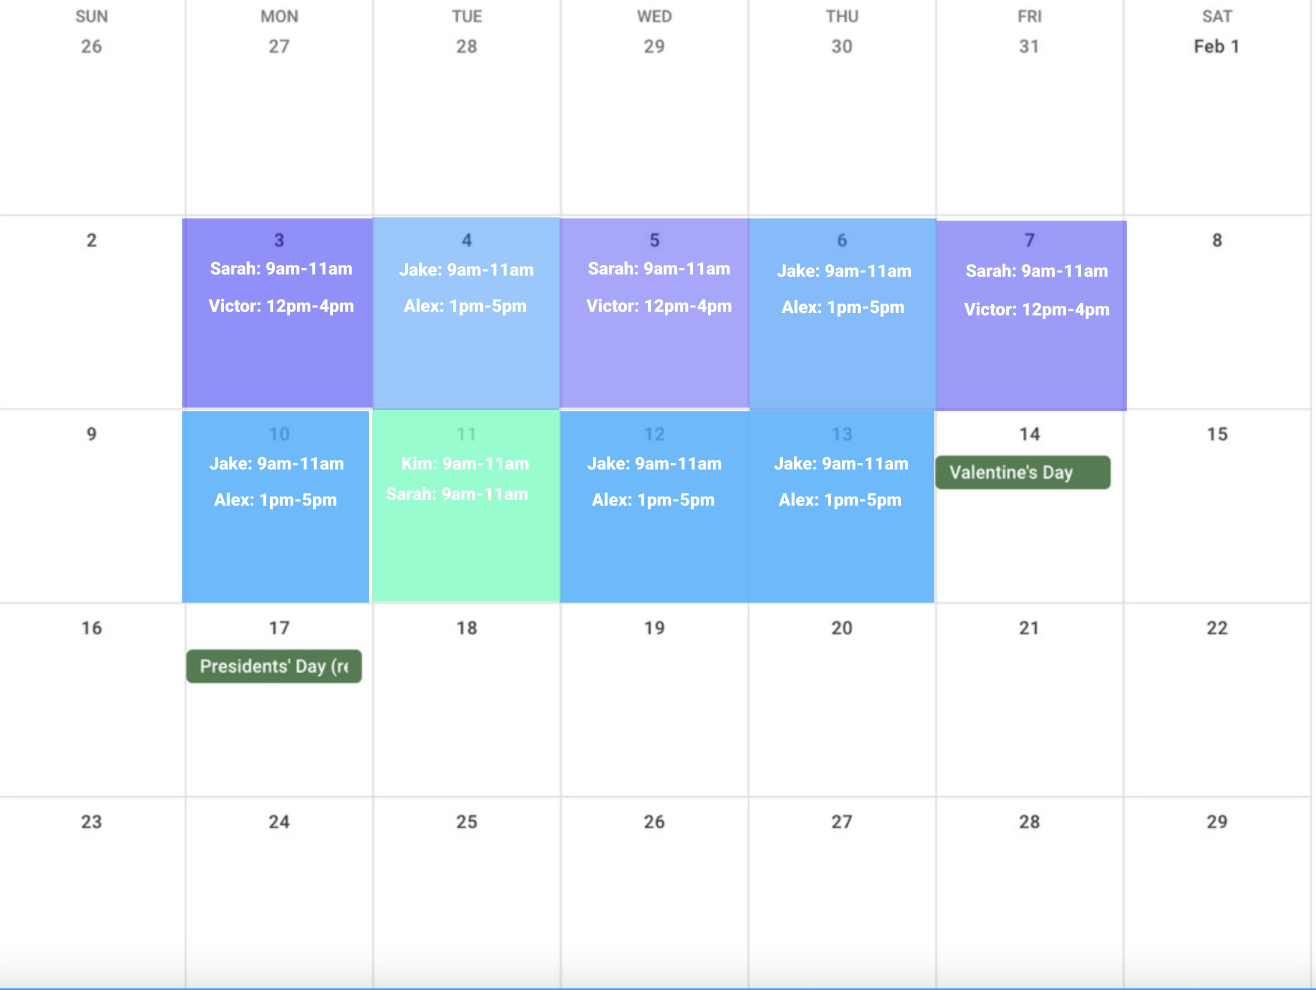 SUN MON TUE WED THU FRI SAT
26 27 28 29 30 31 Feb 1
2 3 4 5 6 7 8
Sarah: 9am-11am Jake: 9am-11am Sarah: 9am-11am Jake: 9am-11am Sarah: 9am-11am
Victor: 12pm-4pm Alex: 1pm-5pm Victor: 12pm-4pm Alex: 1pm-5pm Victor: 12pm-4pm
9 10 11 12 13 14 15
Jake: 9am-11am Kim: 9am-11am Jake: 9am-11am Jake: 9am-11am Valentine's Day
Alex: 1pm-5pm Sarah: 9am-11am Alex: 1pm-5pm Alex: 1pm-5pm
16 17 18 19 20 21 22
Presidents' Day (re
23 24 25 26 27 28 29